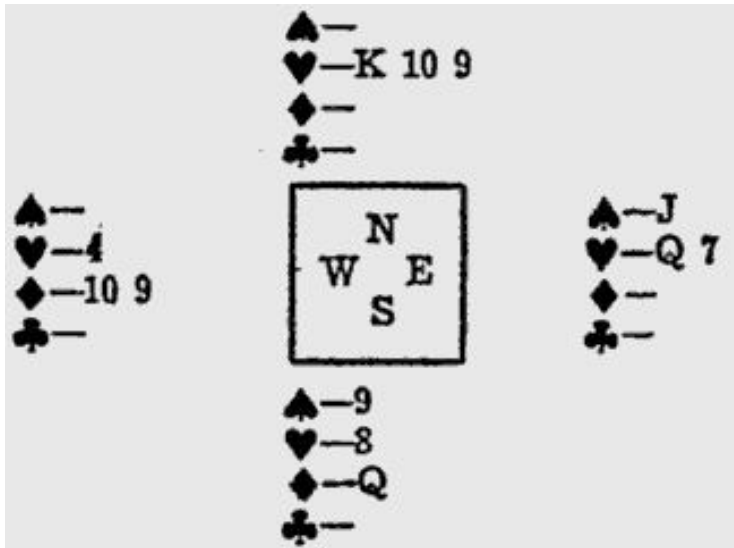 ♠—
♥—K 10 9
♦—
♣—
♠—
♥—4
♦—10 9
♣—
N
W E
S
♠—J
♥—Q 7
♦—
♣—
♠—9
♥—8
♦—Q
♣—